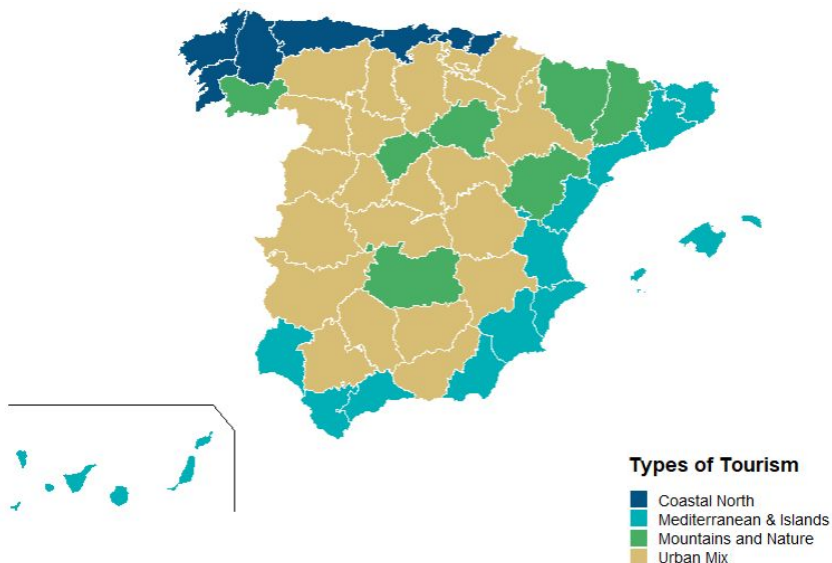 Types of Tourism
Coastal North
Mediterranean & Islands
Mountains and Nature
Urban Mix